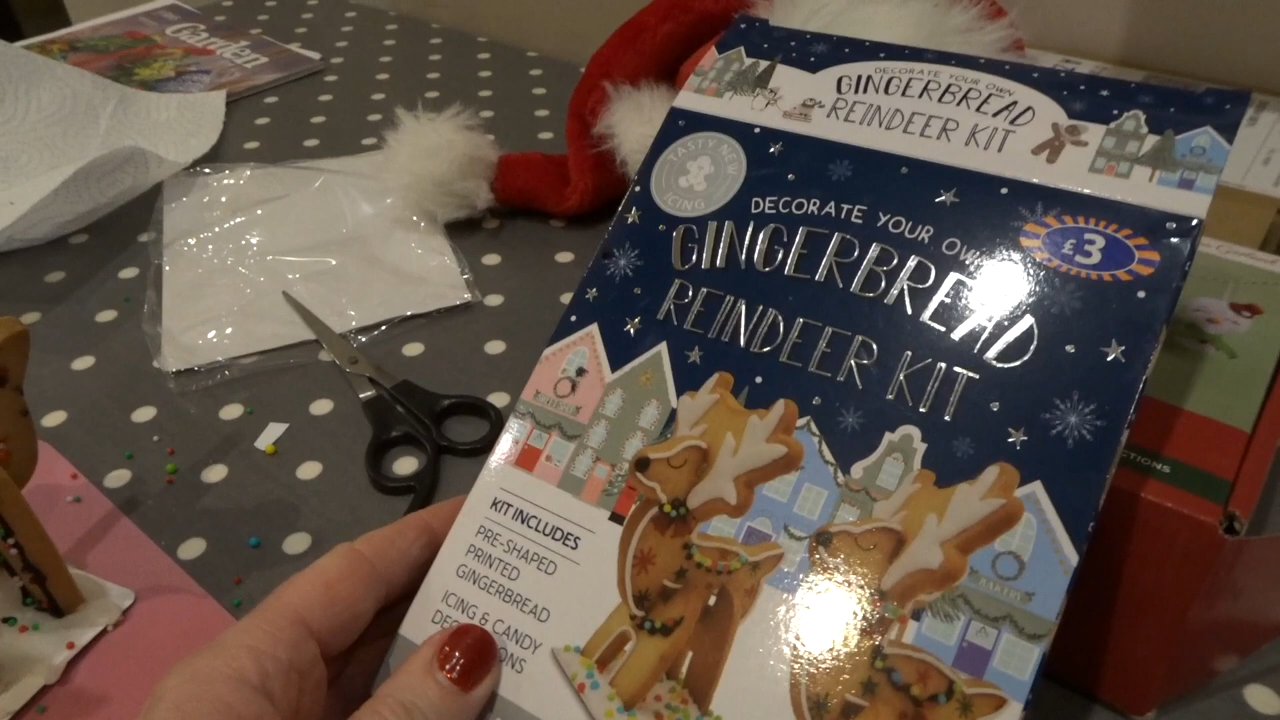 Garden
DECORATE YOUR OWN
GINGERBREAD
REINDEER KIT
TASTY NEW
ICING
DECORATE YOUR OWN
GINGERBREAD
REINDEER KIT
£3
KIT INCLUDES
PRE-SHAPED
PRINTED
GINGERBREAD
ICING & CANDY
BAKERY
CTIONS